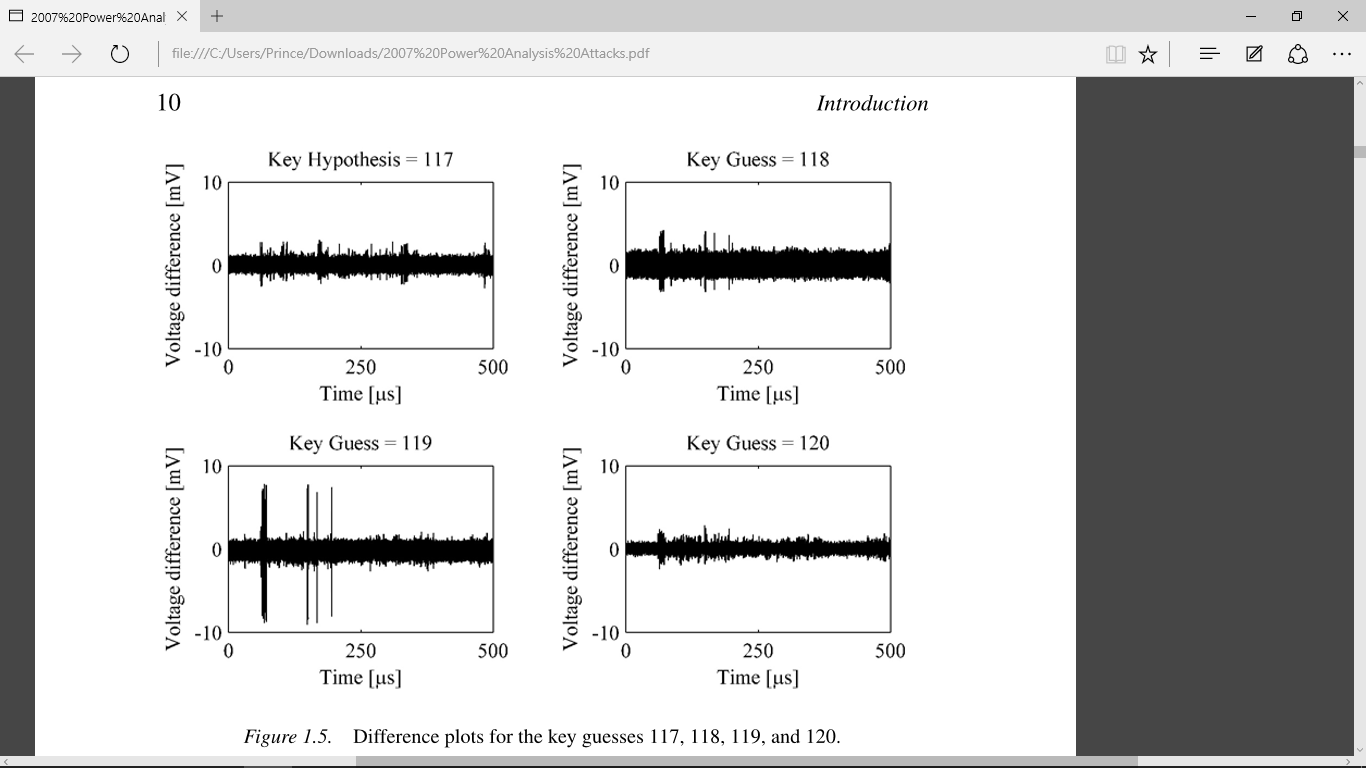 2007%20Power%20Anal
file:///C:/Users/Prince/Downloads/2007%20Power%20Analysis%20Attacks.pdf
10 Introduction
Key Hypothesis = 117
Voltage difference [mV]
10
0
-10
0 250 500
Time [μs]
Key Guess = 118
Voltage difference [mV]
10
0
-10
0 250 500
Time [μs]
Key Guess = 119
Voltage difference [mV]
10
0
-10
0 250 500
Time [μs]
Key Guess = 120
Voltage difference [mV]
10
0
-10
0 250 500
Time [μs]
Figure 1.5. Difference plots for the key guesses 117, 118, 119, and 120.